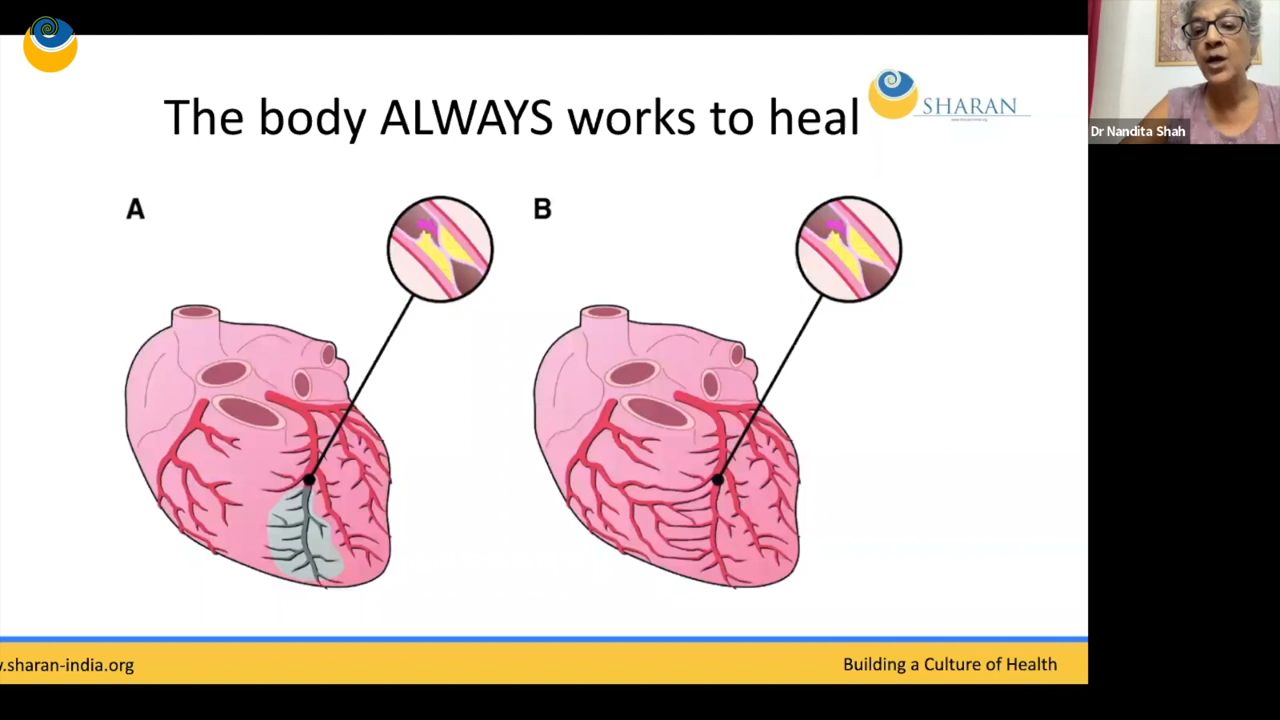 The body ALWAYS works to heal
SHARAN
Dr Nandita Shah
A
B
.sharan-india.org
Building a Culture of Health